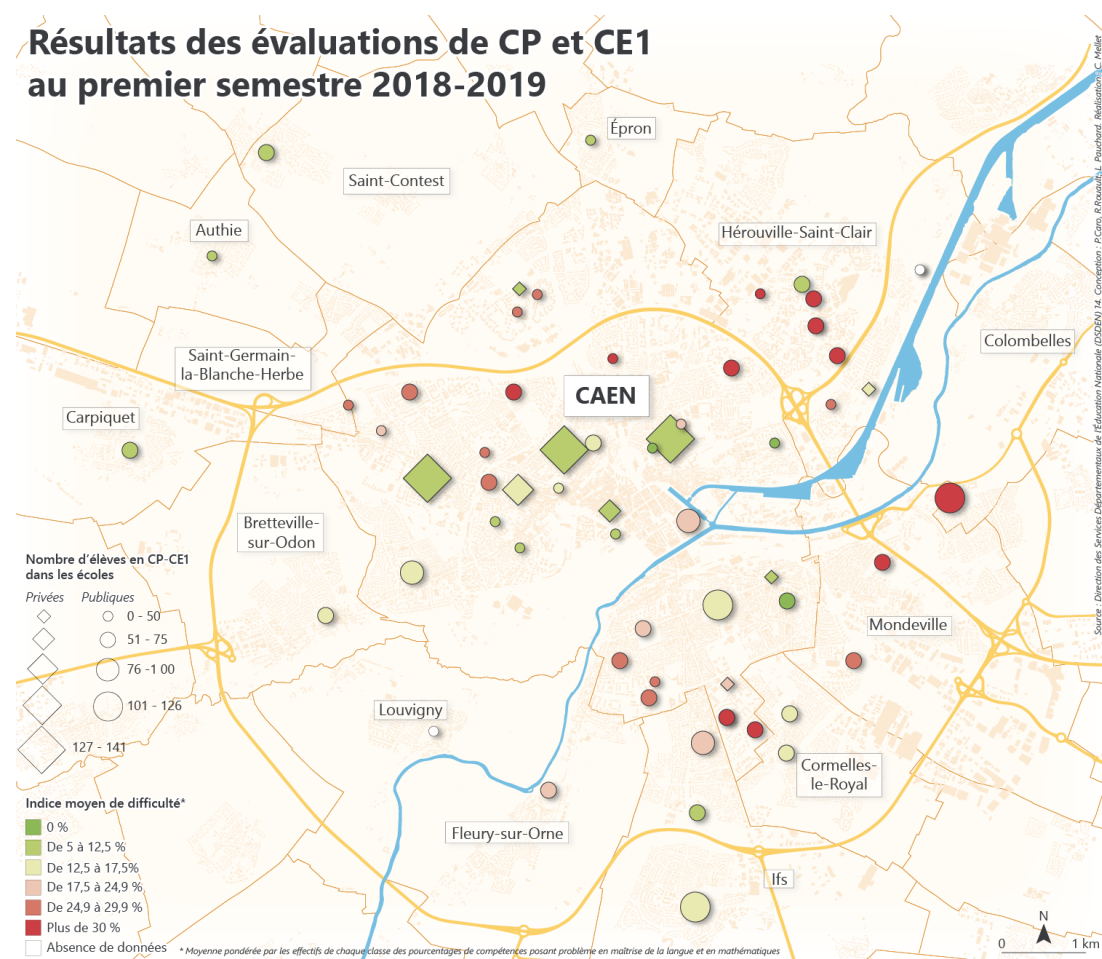 Résultats des évaluations de CP et CE1
au premier semestre 2018-2019
Épron
Saint-Contest
Authie
Hérouville-Saint-Clair
Colombelles
Saint-Germain-
la-Blanche-Herbe
CAEN
Carpiquet
Bretteville-
sur-Odon
Mondeville
Louvigny
Cormelles-
le-Royal
Fleury-sur-Orne
Ifs
Nombre d'élèves en CP-CE1
dans les écoles
Privées Publiques
0 - 50
51 - 75
76 -1 00
101 - 126
127 - 141
Indice moyen de difficulté*
0 %
De 5 à 12,5 %
De 12,5 à 17,5%
De 17,5 à 24,9 %
De 24,9 à 29,9 %
Plus de 30 %
Absence de données
* Moyenne pondérée par les effectifs de chaque classe des pourcentages de compétences posant problème en maîtrise de la langue et en mathématiques
N
0 1 km
Source : Direction des Services Départementaux de l'Éducation Nationale (DSDEN) 14. Conception : P.Caro, R.Rouault, L. Pauchard. Réalisation : C. Mellet